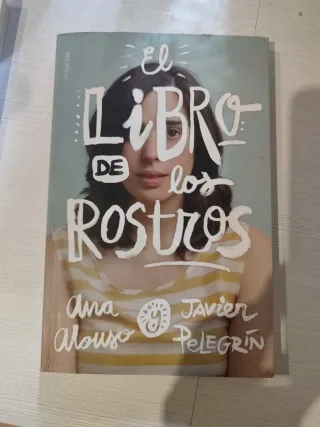 El
LIBRO
DE los
ROSTROS
ana y JAVIER
alonso PELEGRÍN